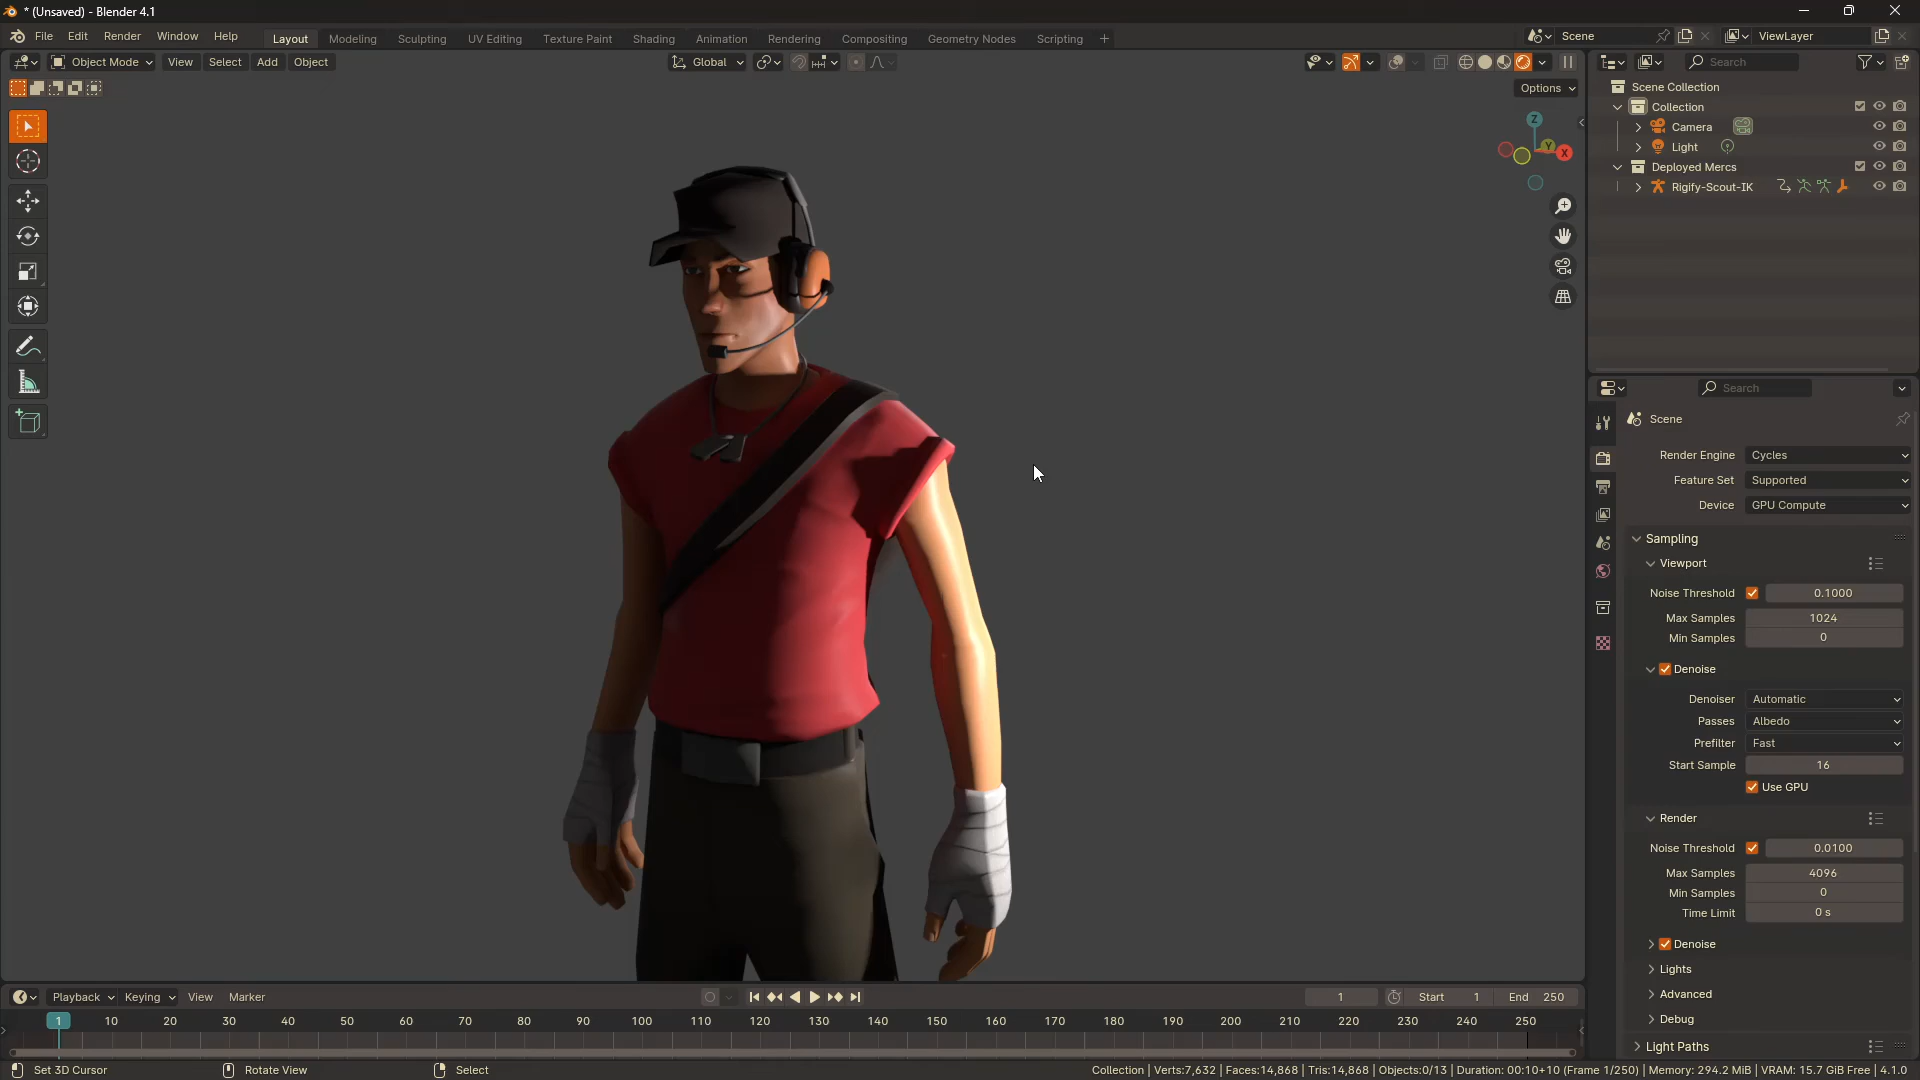 * (Unsaved) - Blender 4.1
File Edit Render Window Help
Layout Modeling Sculpting UV Editing Texture Paint Shading Animation Rendering Compositing Geometry Nodes Scripting +
Scene
ViewLayer
Object Mode View Select Add Object
Global
Search
Options
Scene Collection
Collection
Camera
Light
Deployed Mercs
Rigify-Scout-IK
Z
Y
X
Search
Scene
Render Engine Cycles
Feature Set Supported
Device GPU Compute
Sampling
Viewport
Noise Threshold 0.1000
Max Samples 1024
Min Samples 0
Denoise
Denoiser Automatic
Passes Albedo
Prefilter Fast
Start Sample 16
Use GPU
Render
Noise Threshold 0.0100
Max Samples 4096
Min Samples 0
Time Limit 0 s
Denoise
Lights
Advanced
Debug
Light Paths
Playback Keying View Marker
1 Start 1 End 250
1 10 20 30 40 50 60 70 80 90 100 110 120 130 140 150 160 170 180 190 200 210 220 230 240 250
Set 3D Cursor Rotate View Select
Collection | Verts:7,632 | Faces:14,868 | Tris:14,868 | Objects:0/13 | Duration: 00:10+10 (Frame 1/250) | Memory: 294.2 MiB | VRAM: 15.7 GiB Free | 4.1.0